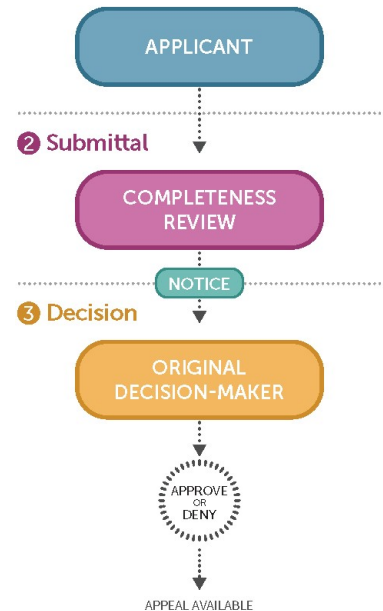 APPLICANT
2 Submittal
COMPLETENESS
REVIEW
NOTICE
3 Decision
ORIGINAL
DECISION-MAKER
APPROVE
OR
DENY
APPEAL AVAILABLE